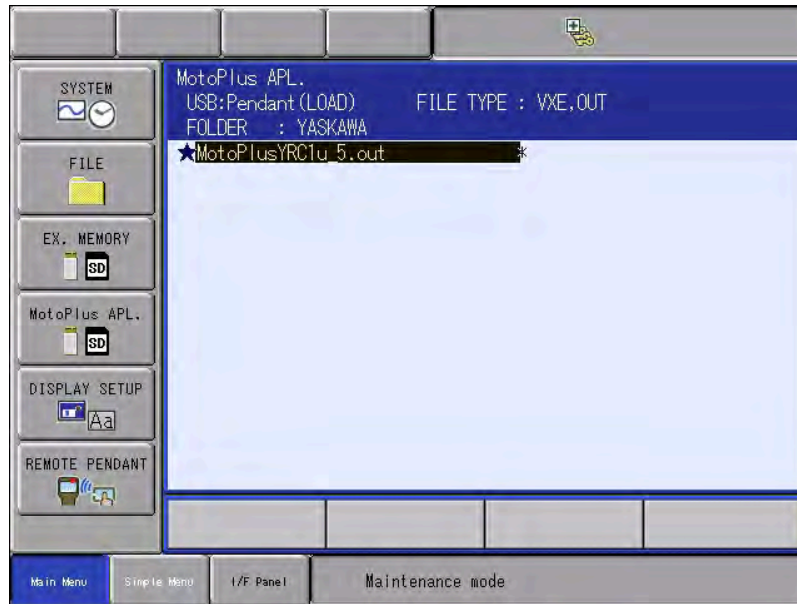 SYSTEM
FILE
EX. MEMORY
SD
MotoPlus APL.
SD
DISPLAY SETUP
Aa
REMOTE PENDANT
MotoPlus APL.
USB:Pendant(LOAD) FILE TYPE : VXE,OUT
FOLDER : YASKAWA
★MotoPlusYRC1u_5.out *
Main Menu
Simple Menu
I/F Panel
Maintenance mode